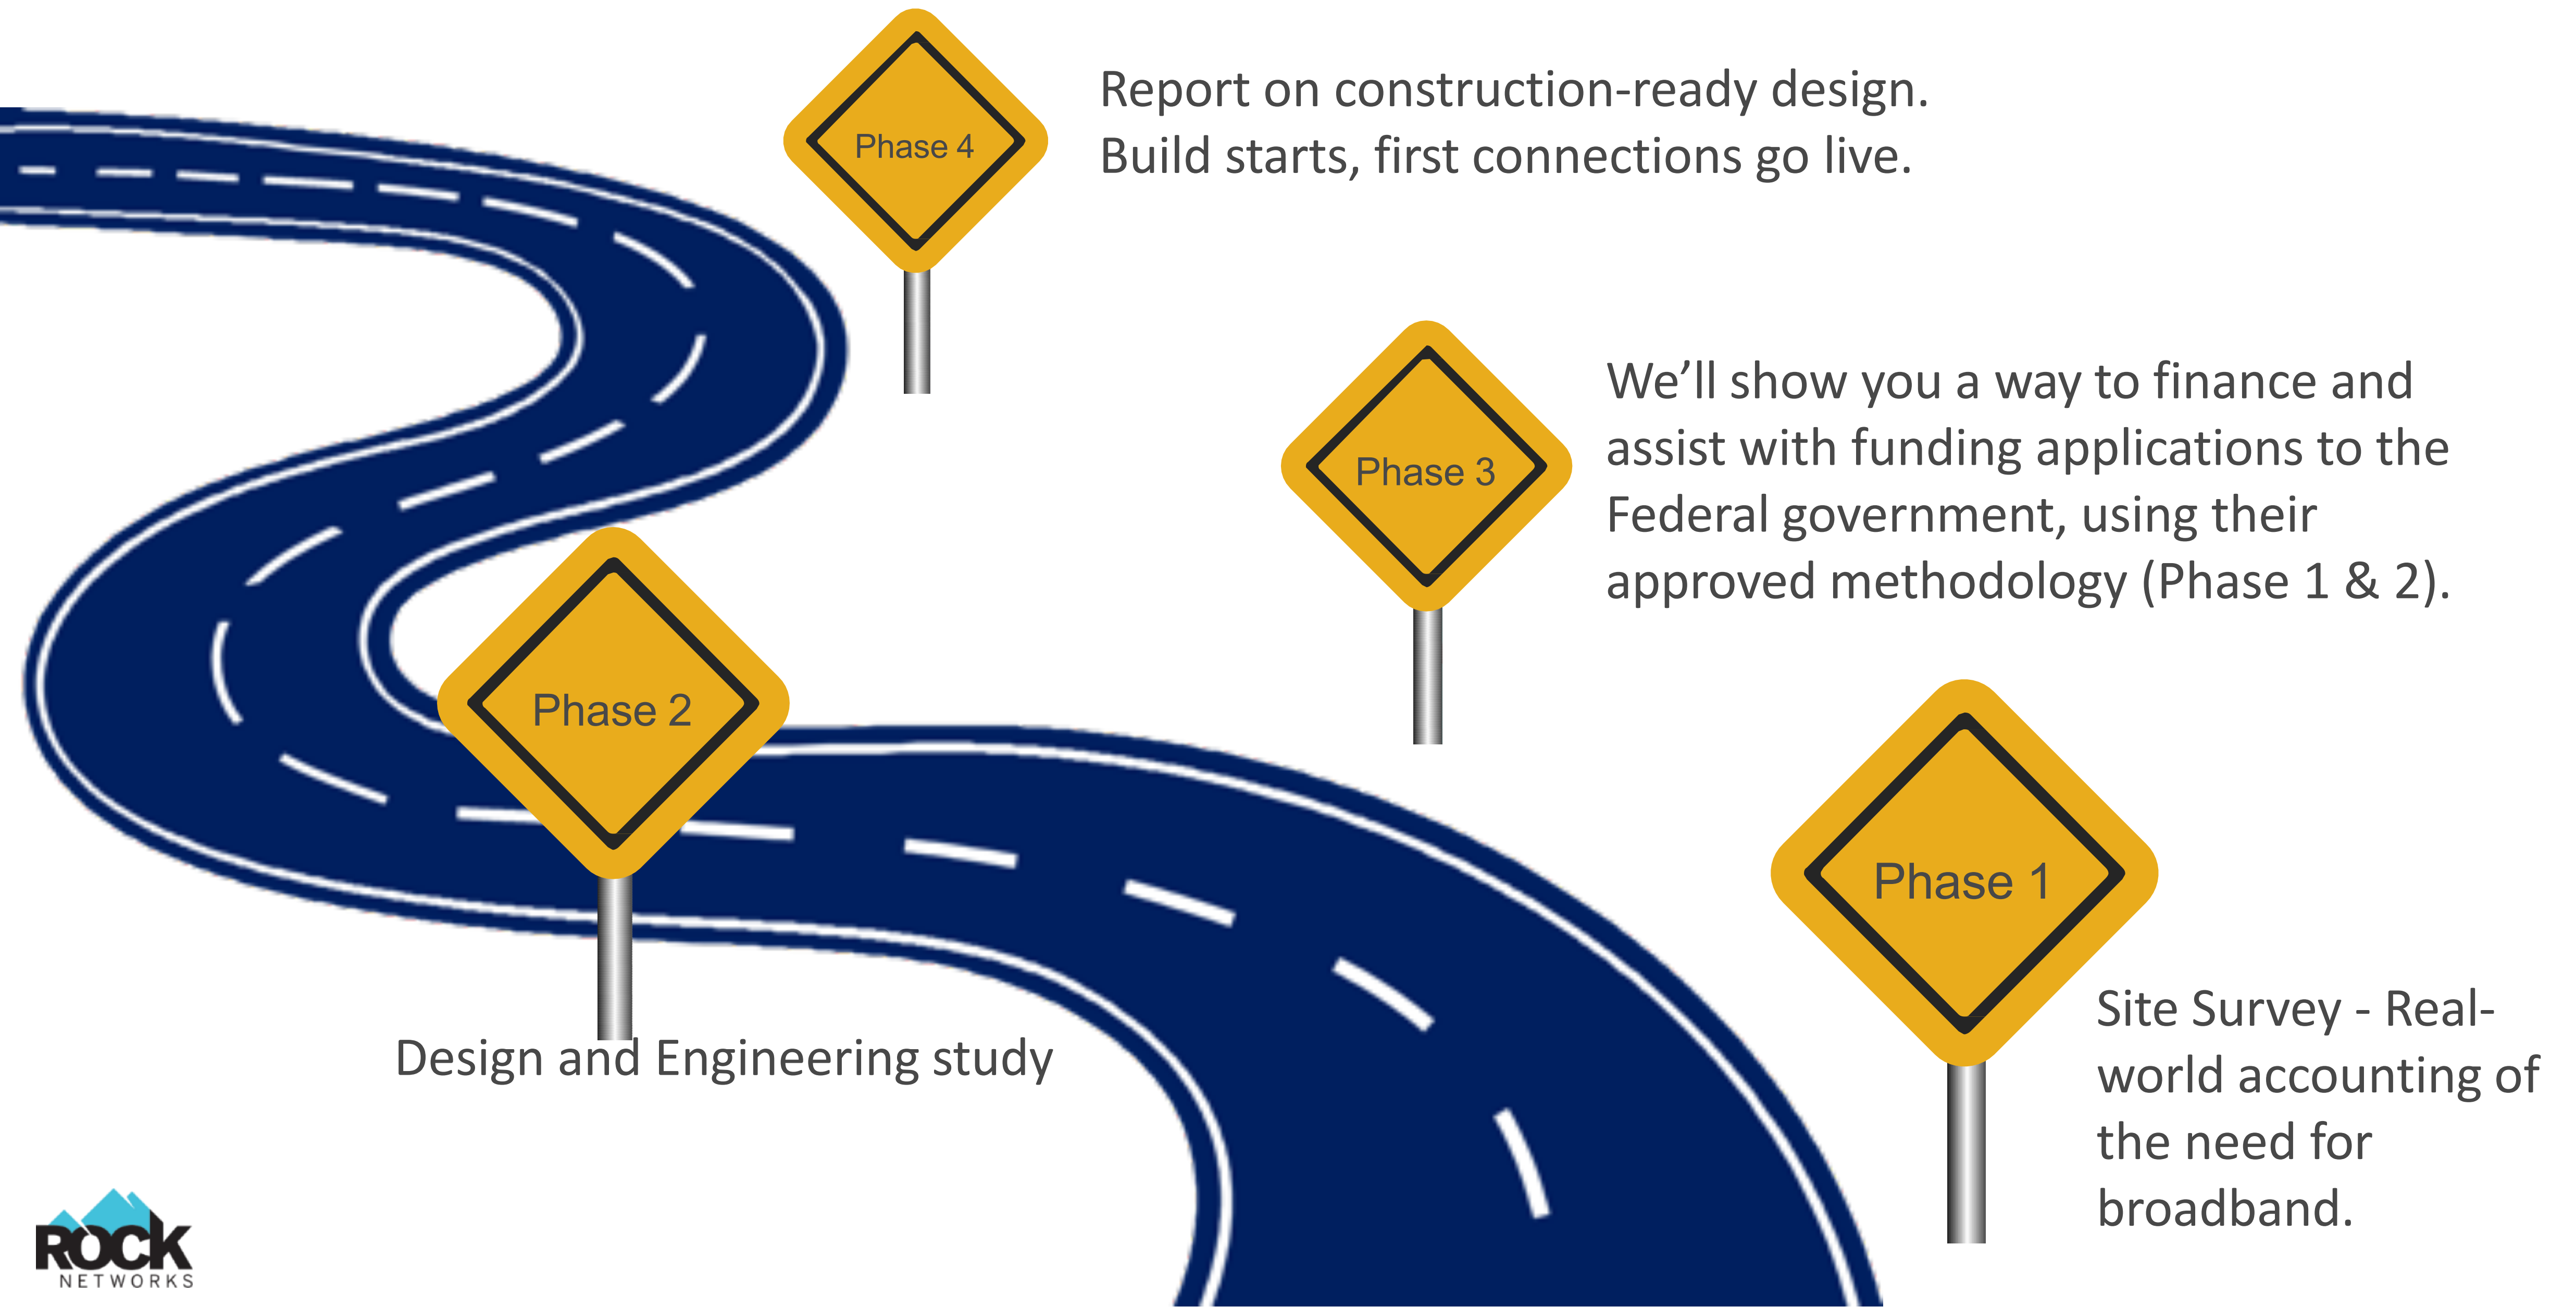 Phase 4
Report on construction-ready design.
Build starts, first connections go live.
Phase 3
We’ll show you a way to finance and
assist with funding applications to the
Federal government, using their
approved methodology (Phase 1 & 2).
Phase 2
Design and Engineering study
Phase 1
Site Survey - Real-
world accounting of
the need for
broadband.
ROCK
NETWORKS